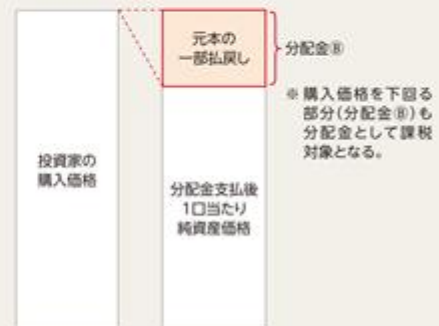 元本の
一部払戻し
分配金Ⓑ
※購入価格を下回る
部分(分配金Ⓑ)も
分配金として課税
対象となる。
投資家の
購入価格
分配金支払後
1口当たり
純資産価格